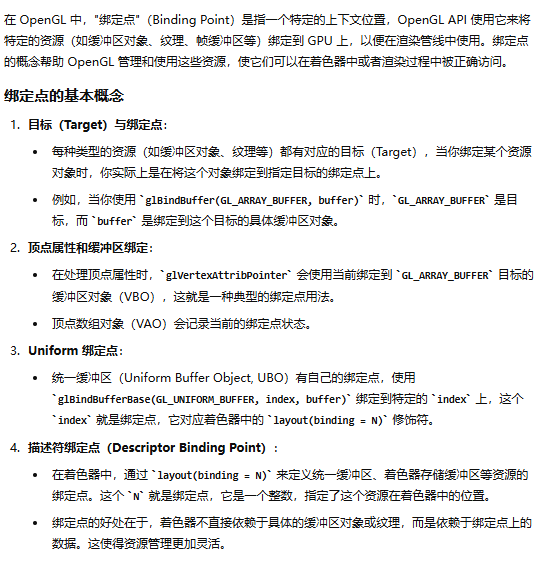 在 OpenGL 中，"绑定点"（Binding Point）是指一个特定的上下文位置，OpenGL API 使用它来将
特定的资源（如缓冲区对象、纹理、帧缓冲区等）绑定到 GPU 上，以便在渲染管线中使用。绑定点
的概念帮助 OpenGL 管理和使用这些资源，使它们可以在着色器中或者渲染过程中被正确访问。
绑定点的基本概念
1. 目标（Target）与绑定点：
• 每种类型的资源（如缓冲区对象、纹理等）都有对应的目标（Target），当你绑定某个资源
对象时，你实际上是在将这个对象绑定到指定目标的绑定点上。
• 例如，当你使用 `glBindBuffer(GL_ARRAY_BUFFER, buffer)` 时，`GL_ARRAY_BUFFER` 是目
标，而 `buffer` 是绑定到这个目标的具体缓冲区对象。
2. 顶点属性和缓冲区绑定：
• 在处理顶点属性时，`glVertexAttribPointer` 会使用当前绑定到 `GL_ARRAY_BUFFER` 目标的
缓冲区对象（VBO），这就是一种典型的绑定点用法。
• 顶点数组对象（VAO）会记录当前的绑定点状态。
3. Uniform 绑定点：
• 统一缓冲区（Uniform Buffer Object, UBO）有自己的绑定点，使用
`glBindBufferBase(GL_UNIFORM_BUFFER, index, buffer)` 绑定到特定的 `index` 上，这个
`index` 就是绑定点，它对应着色器中的 `layout(binding = N)` 修饰符。
4. 描述符绑定点（Descriptor Binding Point）：
• 在着色器中，通过 `layout(binding = N)` 来定义统一缓冲区、着色器存储缓冲区等资源的
绑定点。这个 `N` 就是绑定点，它是一个整数，指定了这个资源在着色器中的位置。
• 绑定点的好处在于，着色器不直接依赖于具体的缓冲区对象或纹理，而是依赖于绑定点上的
数据。这使得资源管理更加灵活。